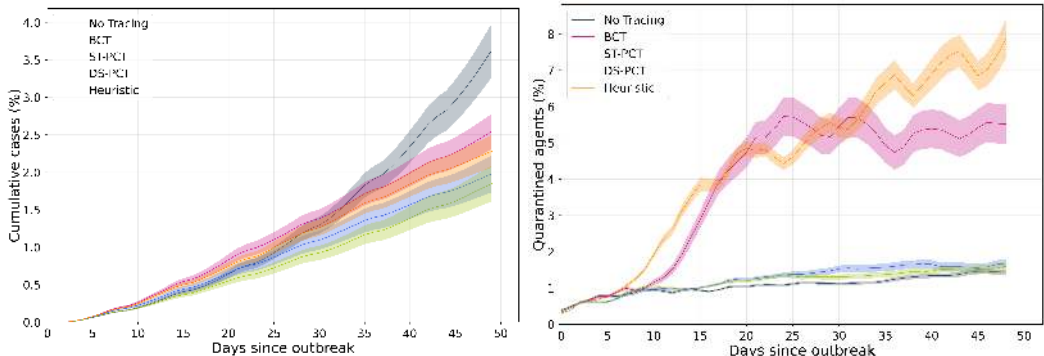 4.0
3.5
3.0
2.5
2.0
1.5
1.0
0.5
0.0
Cumulative cases (%)
No Tracing
BCT
ST-PCT
DS-PCT
Heuristic
0 5 10 15 20 25 30 35 40 45 50
Days since outbreak
8
7
6
5
4
3
2
1
0
Quarantined agents (%)
No Tracing
BCT
ST-PCT
DS-PCT
Heuristic
0 5 10 15 20 25 30 35 40 45 50
Days since outbreak